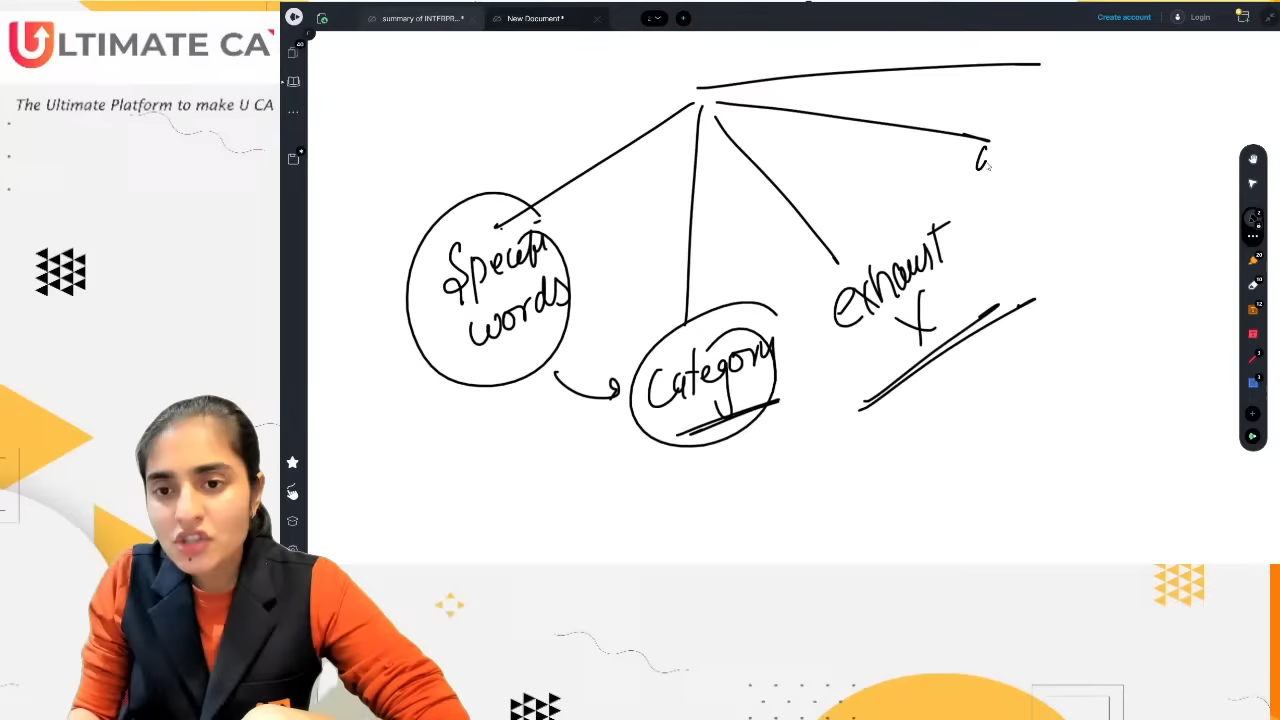 ULTIMATE CA
The Ultimate Platform to make U CA
summary of INTERPR...*
New Document*
Create account
Login
words
Category
exhaust
X